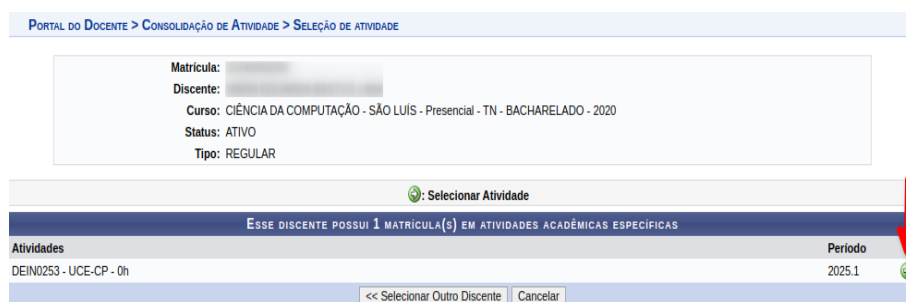 Portal do Docente > Consolidação de Atividade > Seleção de atividade
Matrícula:
Discente:
Curso: CIÊNCIA DA COMPUTAÇÃO - SÃO LUÍS - Presencial - TN - BACHARELADO - 2020
Status: ATIVO
Tipo: REGULAR
: Selecionar Atividade
Esse discente possui 1 matrícula(s) em atividades acadêmicas específicas
Atividades Período
DEIN0253 - UCE-CP - 0h 2025.1
<< Selecionar Outro Discente Cancelar